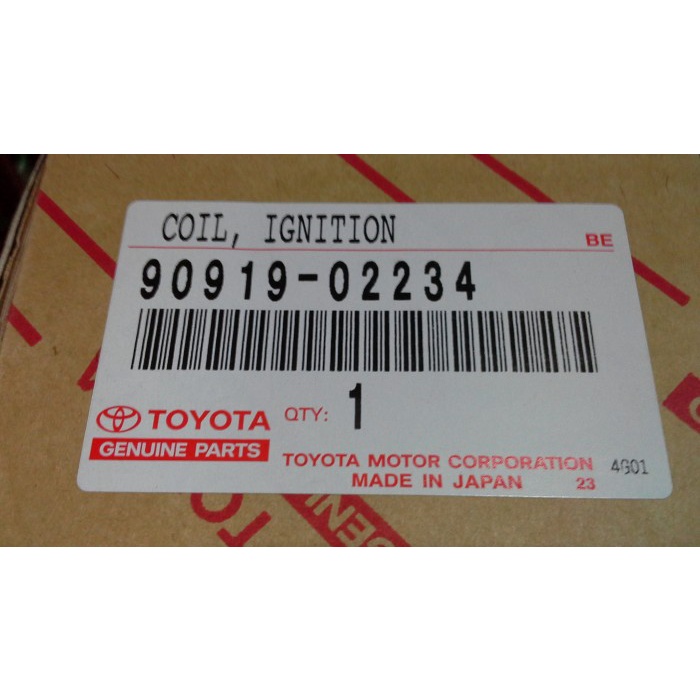 COIL, IGNITION
BE
90919-02234
TOYOTA QTY: 1
GENUINE PARTS
TOYOTA MOTOR CORPORATION 4G01
MADE IN JAPAN 23